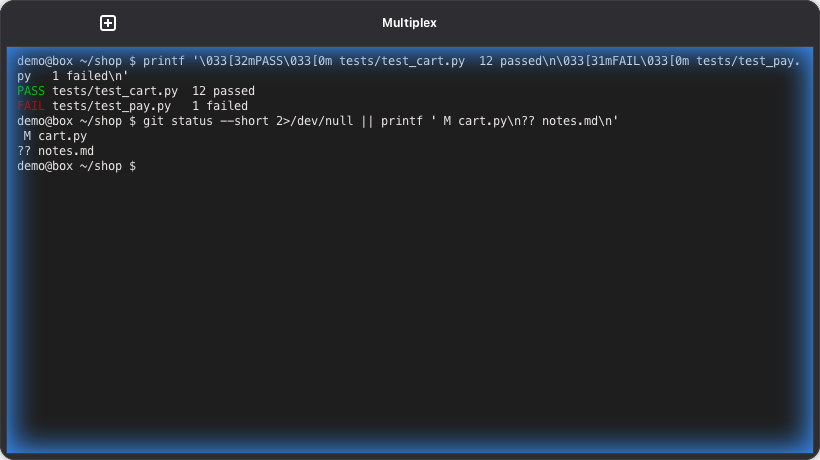 Multiplex
demo@box ~/shop $ printf '\033[32mPASS\033[0m tests/test_cart.py  12 passed\n\033[31mFAIL\033[0m tests/test_pay.
py   1 failed\n'
PASS tests/test_cart.py  12 passed
FAIL tests/test_pay.py   1 failed
demo@box ~/shop $ git status --short 2>/dev/null || printf ' M cart.py\n?? notes.md\n'
 M cart.py
?? notes.md
demo@box ~/shop $